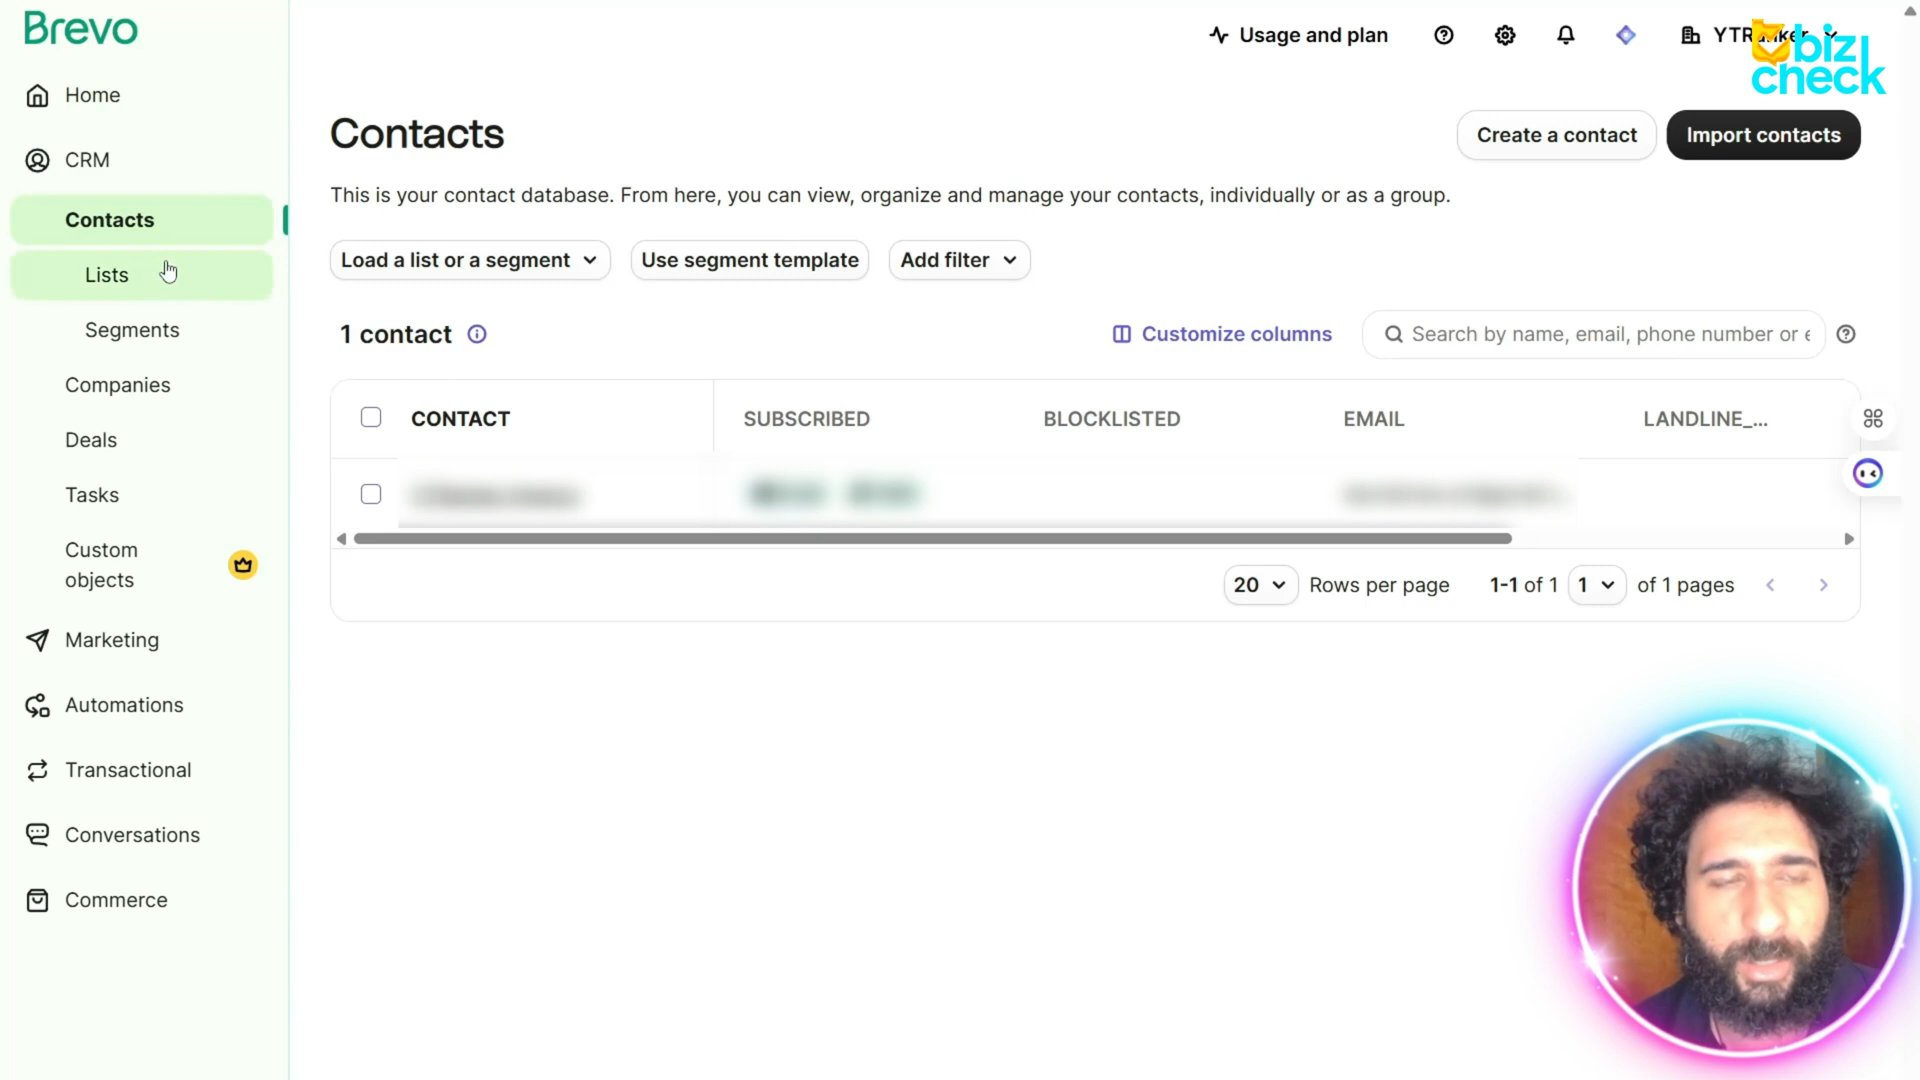 Brevo
Home
CRM
Contacts
Lists
Segments
Companies
Deals
Tasks
Custom
objects
Marketing
Automations
Transactional
Conversations
Commerce
Usage and plan
biz
check
Contacts
Create a contact
Import contacts
This is your contact database. From here, you can view, organize and manage your contacts, individually or as a group.
Load a list or a segment
Use segment template
Add filter
1 contact
Customize columns
Search by name, email, phone number or e
CONTACT SUBSCRIBED BLOCKLISTED EMAIL LANDLINE_...
20 Rows per page 1-1 of 1 1 of 1 pages